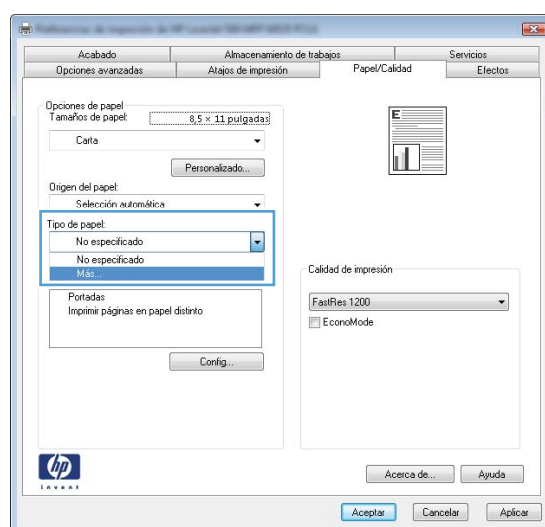 Acabado
Almacenamiento de trabajos
Servicios
Opciones avanzadas
Atajos de impresión
Papel/Calidad
Efectos
Opciones de papel
Tamaños de papel:
8,5 × 11 pulgadas
Carta
Personalizado...
Origen del papel:
Selección automática
Tipo de papel:
No especificado
No especificado
Más...
Portadas
Imprimir páginas en papel distinto
Config...
E
Calidad de impresión
FastRes 1200
EconoMode
hp
invent
Acerca de...
Ayuda
Aceptar
Cancelar
Aplicar